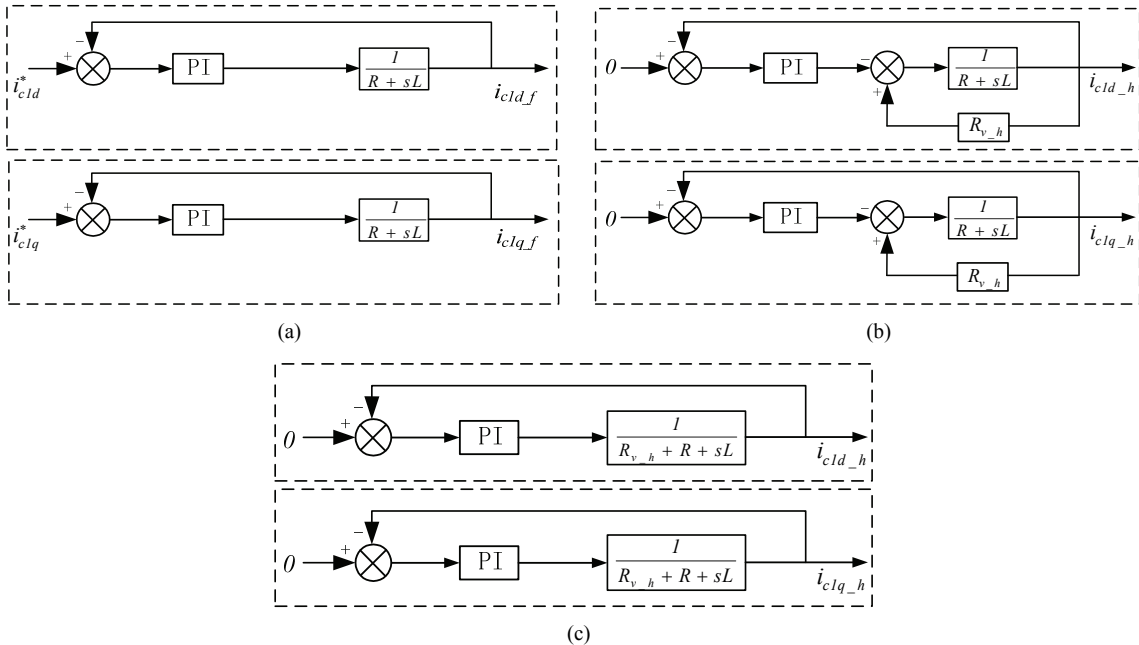 − + i*c1d PI 1 R + sL ic1d_f
− + i*c1q PI 1 R + sL ic1q_f
(a)
− + 0 PI − + 1 R + sL ic1d_h
Rv_h
− + 0 PI − + 1 R + sL ic1q_h
Rv_h
(b)
− + 0 PI 1 Rv_h + R + sL ic1d_h
− + 0 PI 1 Rv_h + R + sL ic1q_h
(c)